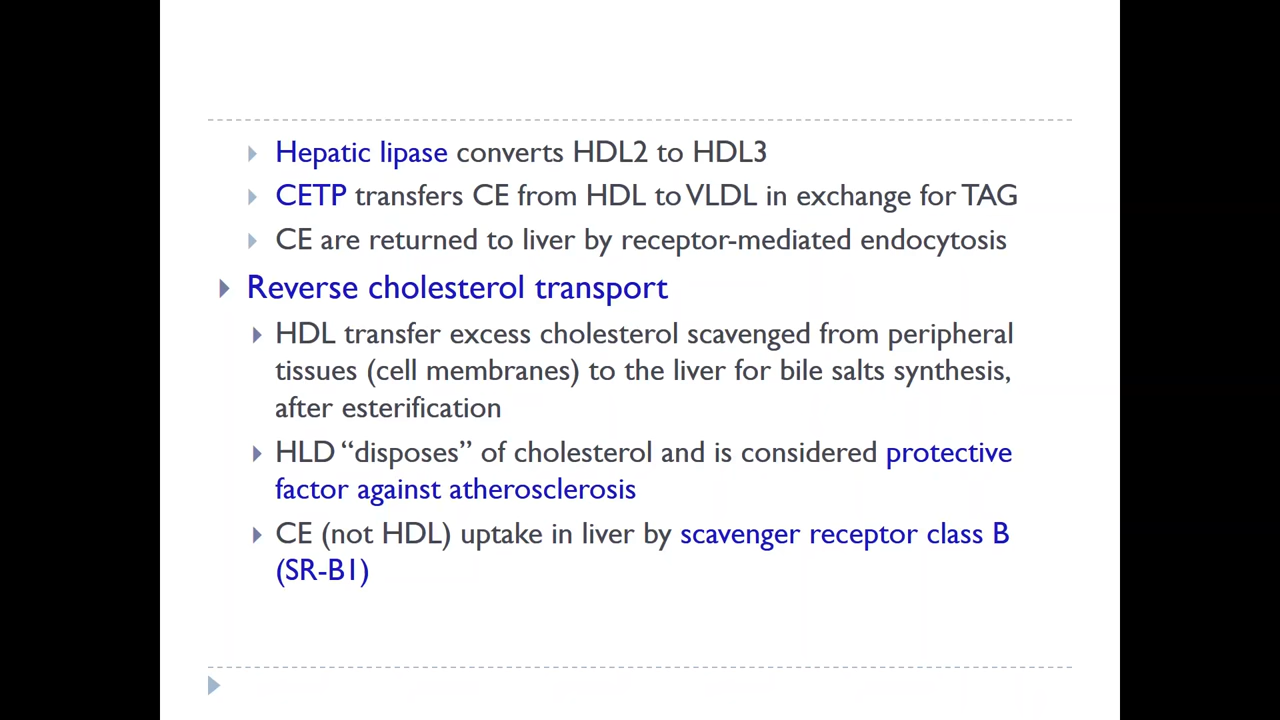 Hepatic lipase converts HDL2 to HDL3
CETP transfers CE from HDL to VLDL in exchange for TAG
CE are returned to liver by receptor-mediated endocytosis
Reverse cholesterol transport
HDL transfer excess cholesterol scavenged from peripheral
tissues (cell membranes) to the liver for bile salts synthesis,
after esterification
HLD “disposes” of cholesterol and is considered protective
factor against atherosclerosis
CE (not HDL) uptake in liver by scavenger receptor class B
(SR-B1)